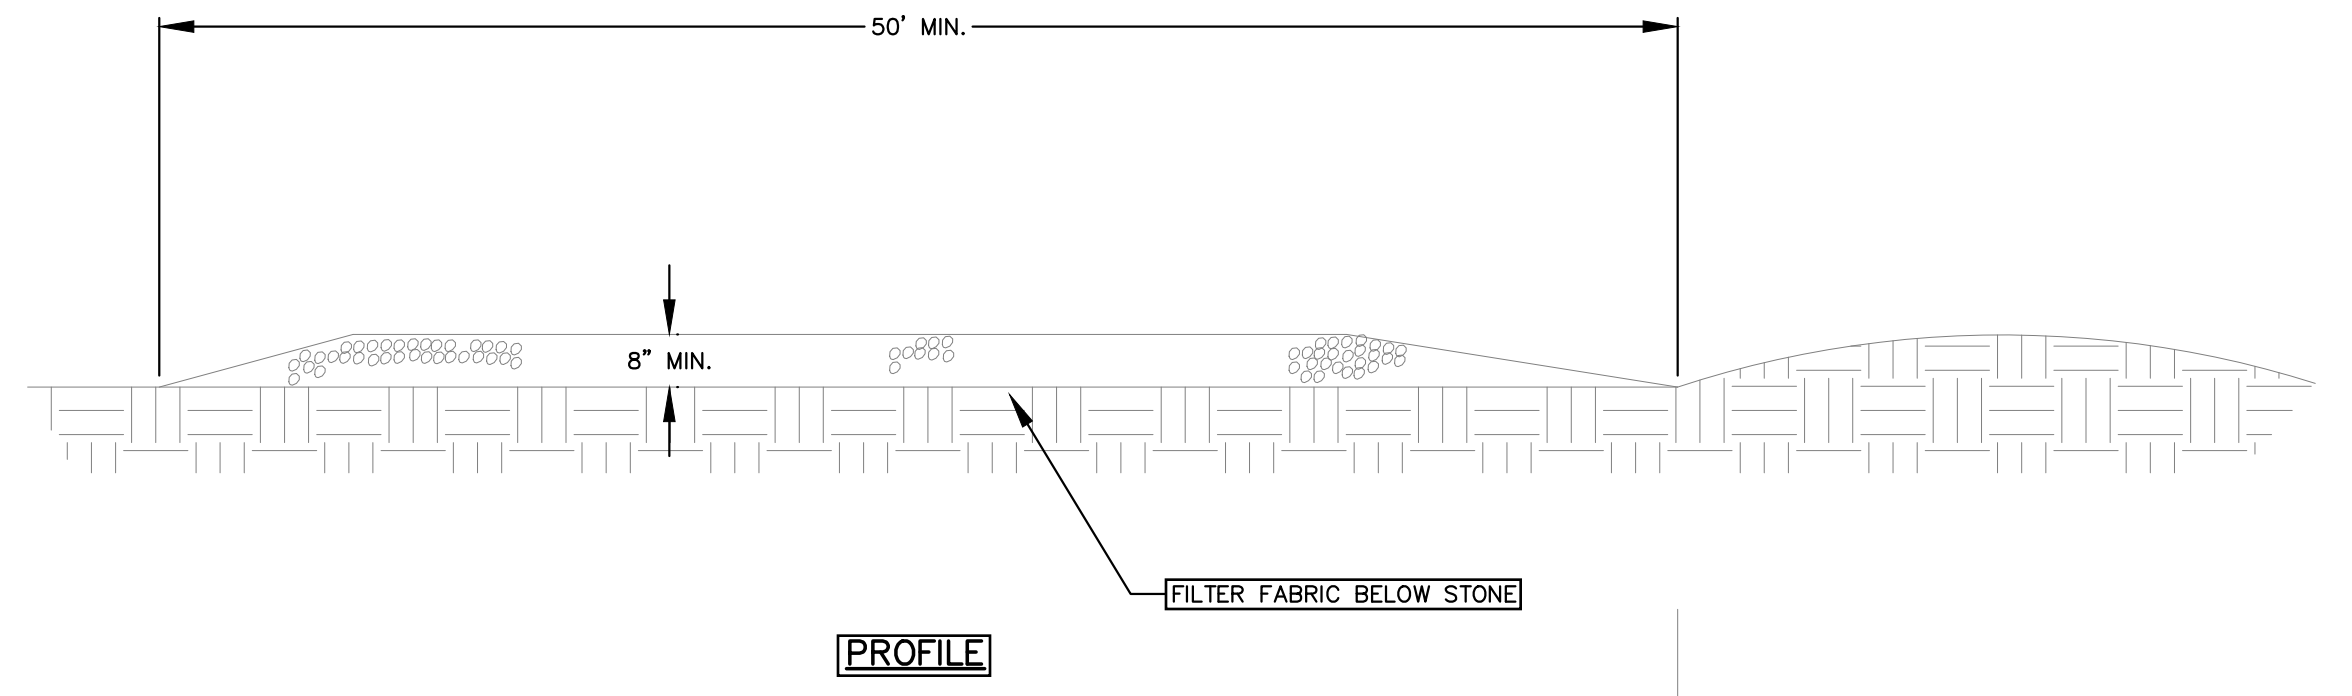 50' MIN.
8" MIN.
FILTER FABRIC BELOW STONE
PROFILE